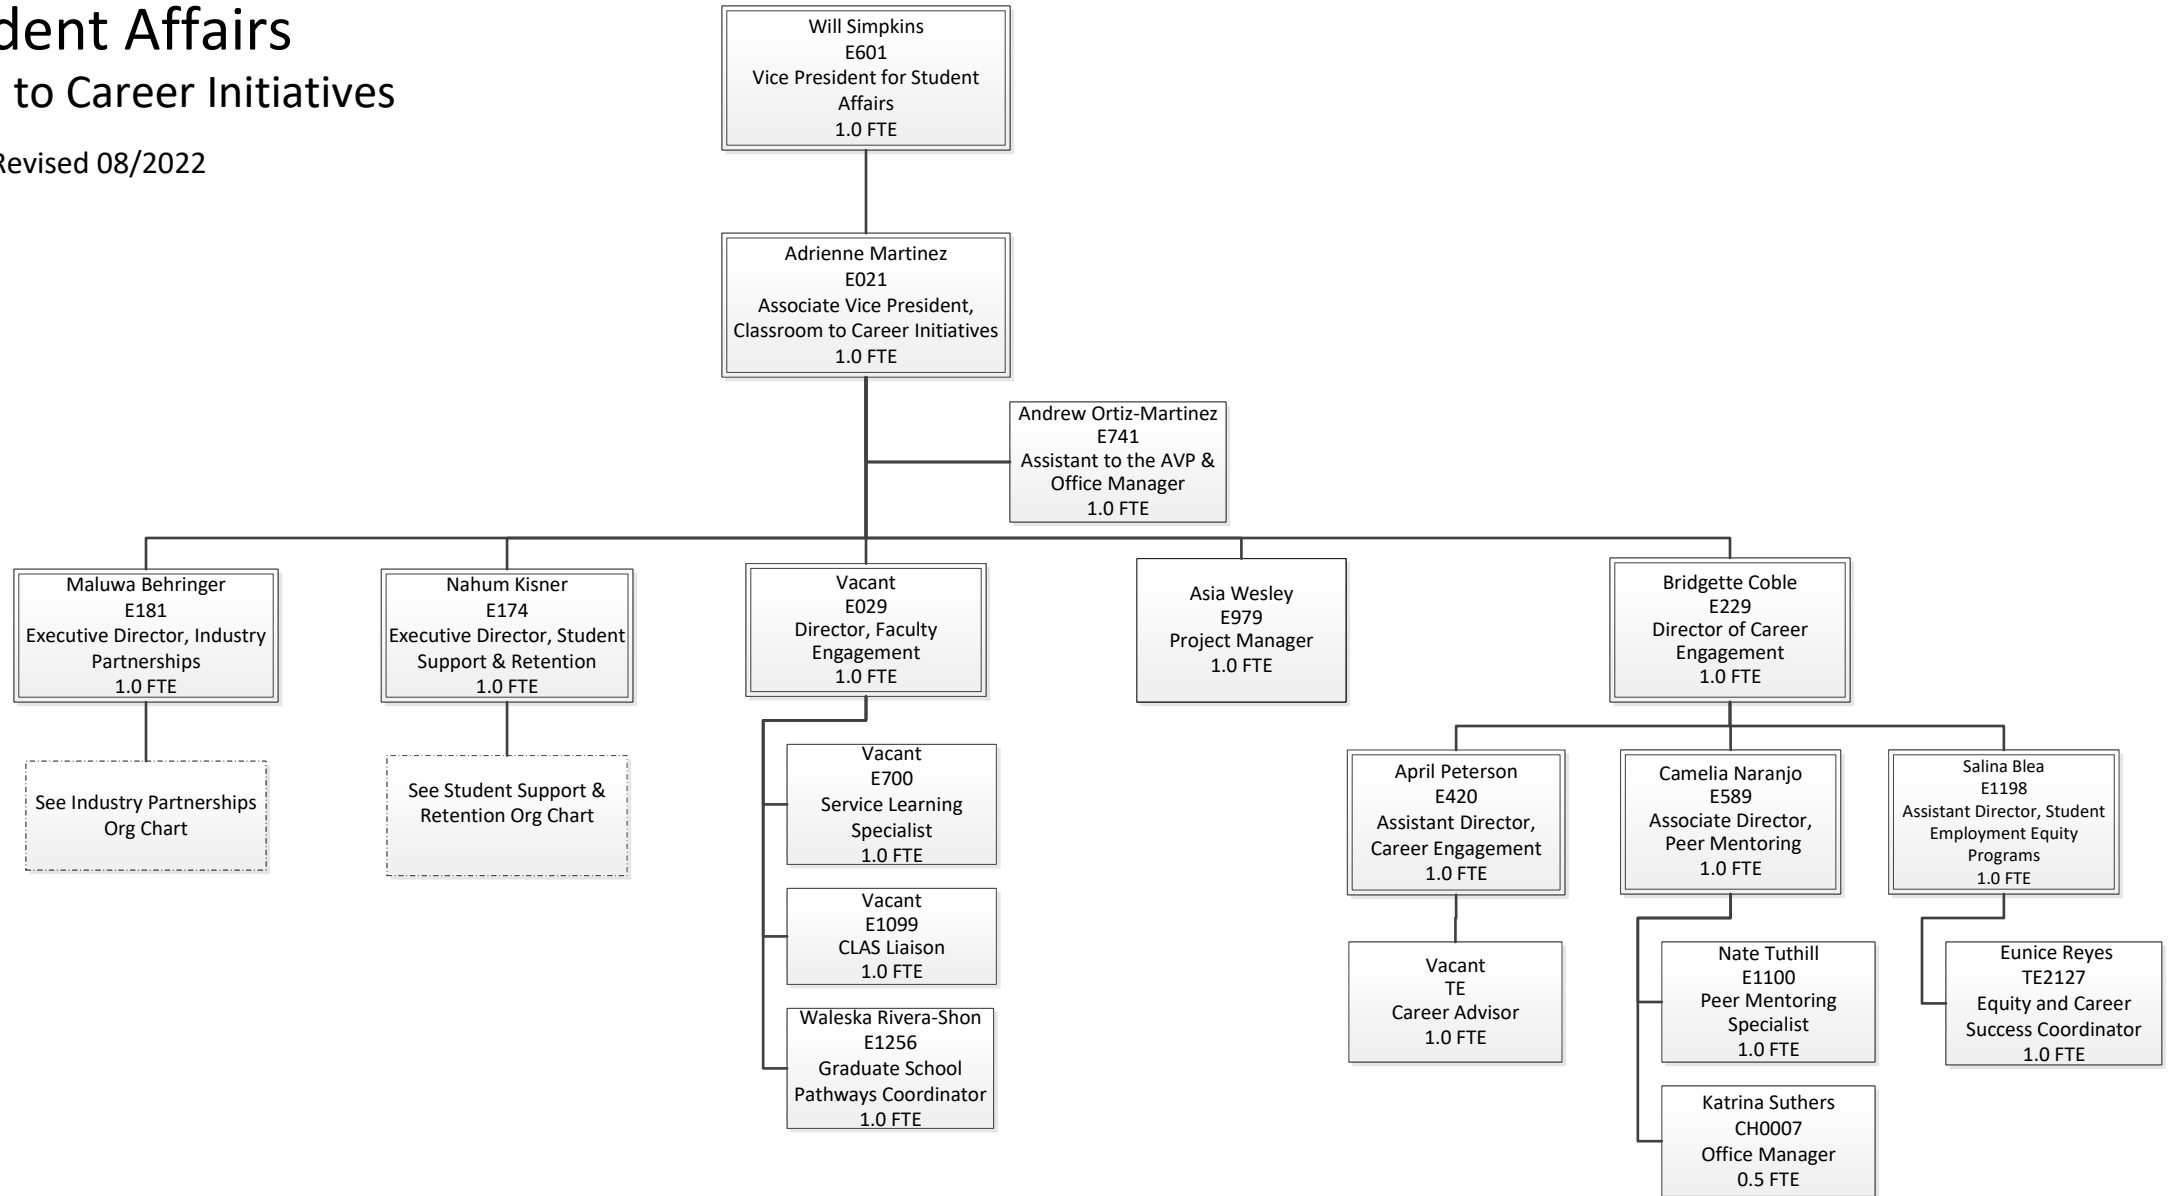 dent Affairs
to Career Initiatives
Revised 08/2022
Will Simpkins
E601
Vice President for Student
Affairs
1.0 FTE
Adrienne Martinez
E021
Associate Vice President,
Classroom to Career Initiatives
1.0 FTE
Andrew Ortiz-Martinez
E741
Assistant to the AVP &
Office Manager
1.0 FTE
Maluwa Behringer
E181
Executive Director, Industry
Partnerships
1.0 FTE
See Industry Partnerships
Org Chart
Nahum Kisner
E174
Executive Director, Student
Support & Retention
1.0 FTE
See Student Support &
Retention Org Chart
Vacant
E029
Director, Faculty
Engagement
1.0 FTE
Vacant
E700
Service Learning
Specialist
1.0 FTE
Vacant
E1099
CLAS Liaison
1.0 FTE
Waleska Rivera-Shon
E1256
Graduate School
Pathways Coordinator
1.0 FTE
Asia Wesley
E979
Project Manager
1.0 FTE
Bridgette Coble
E229
Director of Career
Engagement
1.0 FTE
April Peterson
E420
Assistant Director,
Career Engagement
1.0 FTE
Vacant
TE
Career Advisor
1.0 FTE
Camelia Naranjo
E589
Associate Director,
Peer Mentoring
1.0 FTE
Nate Tuthill
E1100
Peer Mentoring
Specialist
1.0 FTE
Katrina Suthers
CH0007
Office Manager
0.5 FTE
Salina Blea
E1198
Assistant Director, Student
Employment Equity
Programs
1.0 FTE
Eunice Reyes
TE2127
Equity and Career
Success Coordinator
1.0 FTE